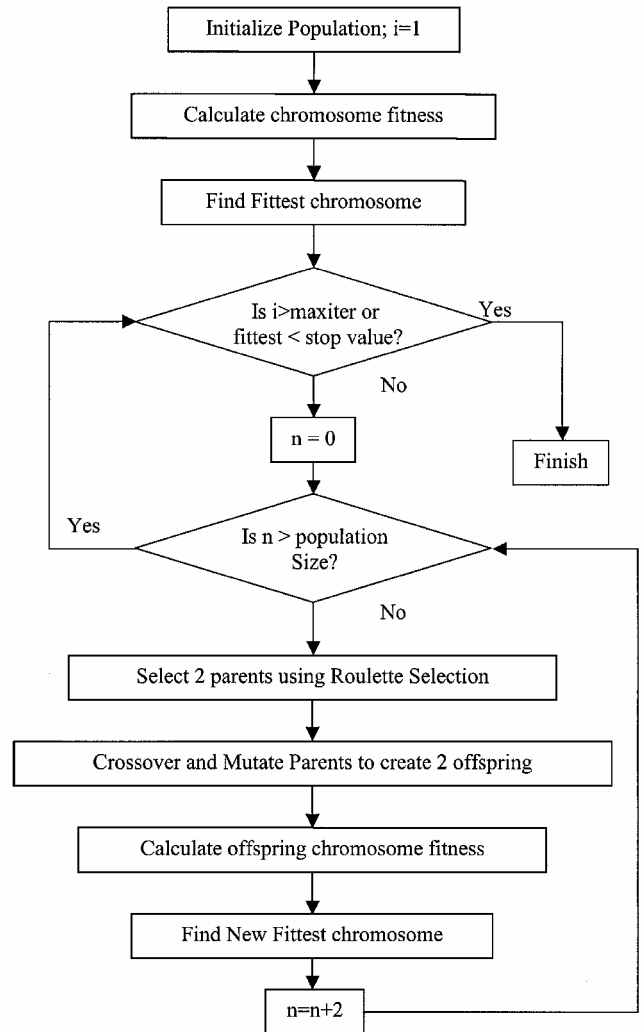 Initialize Population; i=1
Calculate chromosome fitness
Find Fittest chromosome
Is i>maxiter or
fittest < stop value?
Yes
No
n = 0
Finish
Yes
Is n > population
Size?
No
Select 2 parents using Roulette Selection
Crossover and Mutate Parents to create 2 offspring
Calculate offspring chromosome fitness
Find New Fittest chromosome
n=n+2